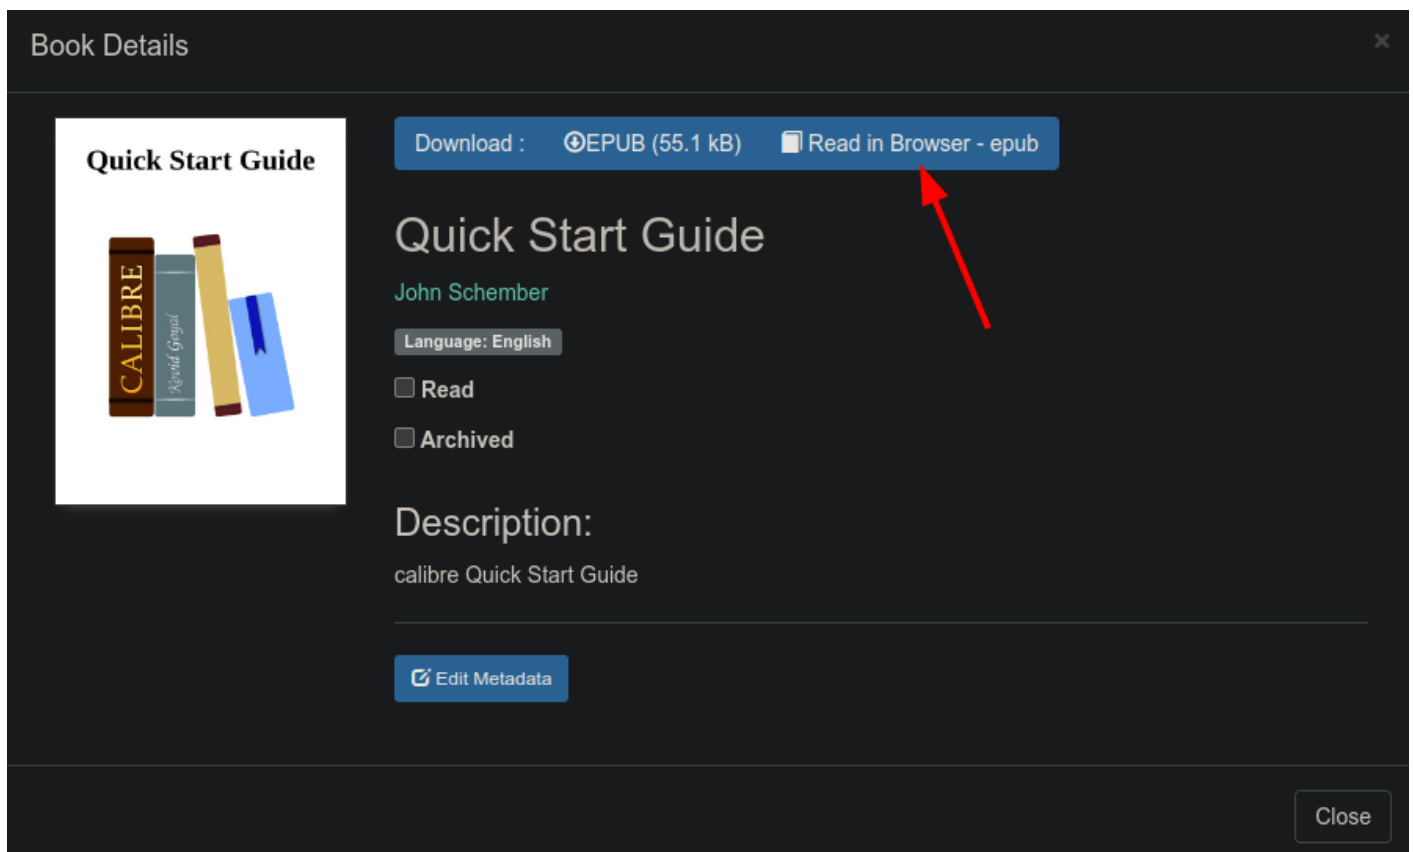 Book Details
×
Quick Start Guide
CALIBRE
Kovid Goyal
Download : EPUB (55.1 kB) Read in Browser - epub
Quick Start Guide
John Schember
Language: English
Read
Archived
Description:
calibre Quick Start Guide
Edit Metadata
Close